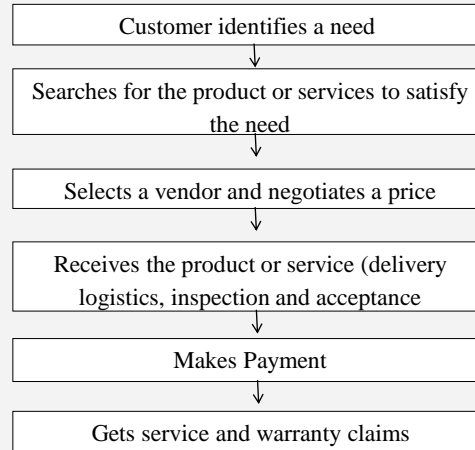 Customer identifies a need
Searches for the product or services to satisfy
the need
Selects a vendor and negotiates a price
Receives the product or service (delivery
logistics, inspection and acceptance
Makes Payment
Gets service and warranty claims